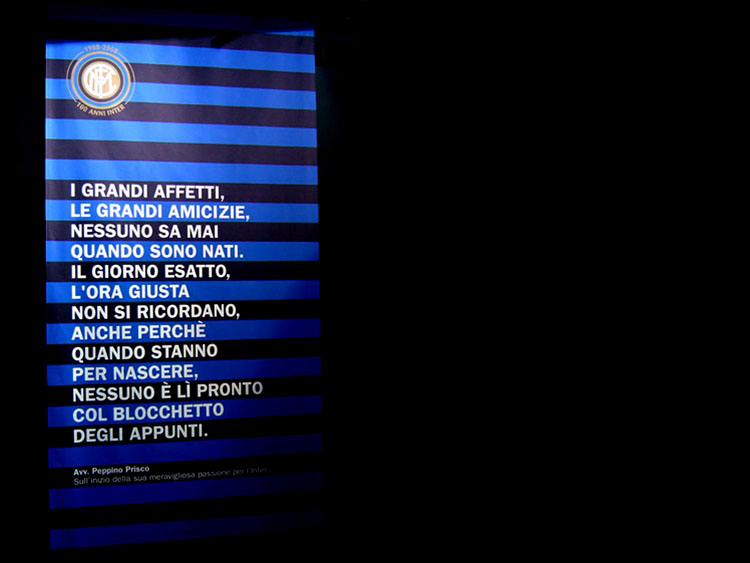 1908-2008
100 ANNI INTER
I GRANDI AFFETTI,
LE GRANDI AMICIZIE,
NESSUNO SA MAI
QUANDO SONO NATI.
IL GIORNO ESATTO,
L'ORA GIUSTA
NON SI RICORDANO,
ANCHE PERCHÈ
QUANDO STANNO
PER NASCERE,
NESSUNO È LÌ PRONTO
COL BLOCCHETTO
DEGLI APPUNTI.
Avv. Peppino Prisco
Sull'inizio della sua meravigliosa passione per l'Inter